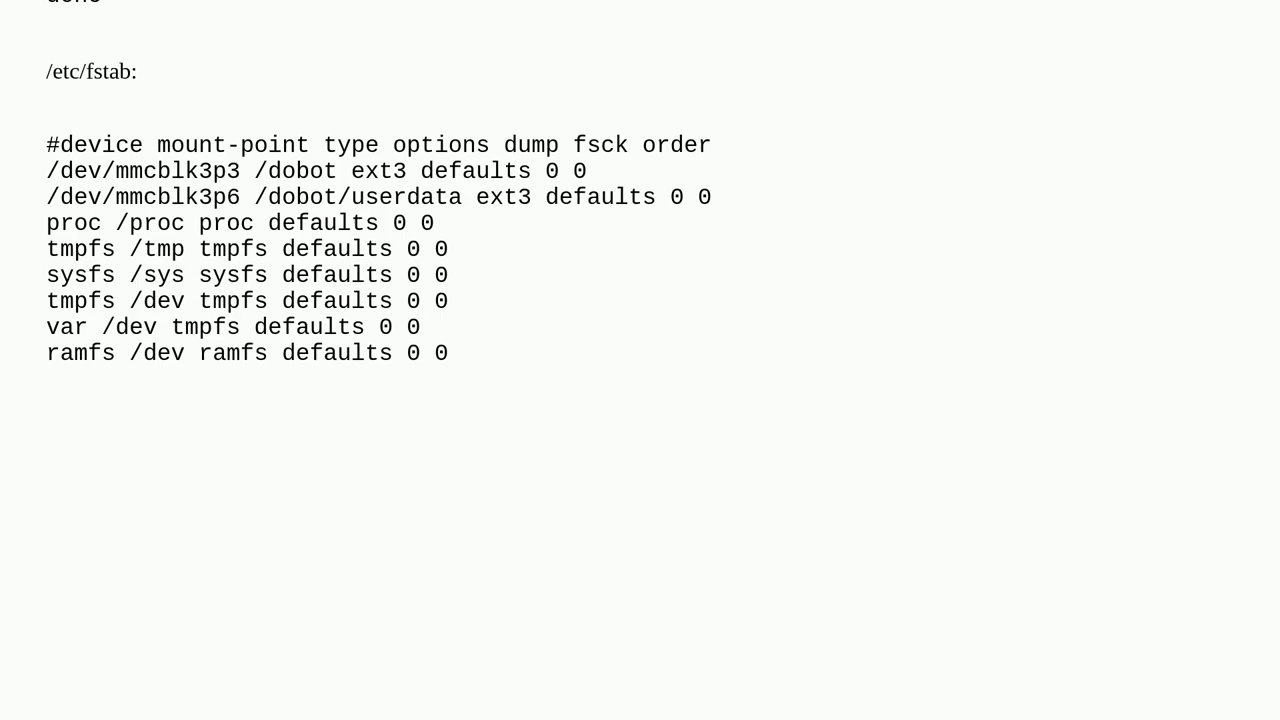 done
/etc/fstab:
#device mount-point type options dump fsck order
/dev/mmcblk3p3 /dobot ext3 defaults 0 0
/dev/mmcblk3p6 /dobot/userdata ext3 defaults 0 0
proc /proc proc defaults 0 0
tmpfs /tmp tmpfs defaults 0 0
sysfs /sys sysfs defaults 0 0
tmpfs /dev tmpfs defaults 0 0
var /dev tmpfs defaults 0 0
ramfs /dev ramfs defaults 0 0